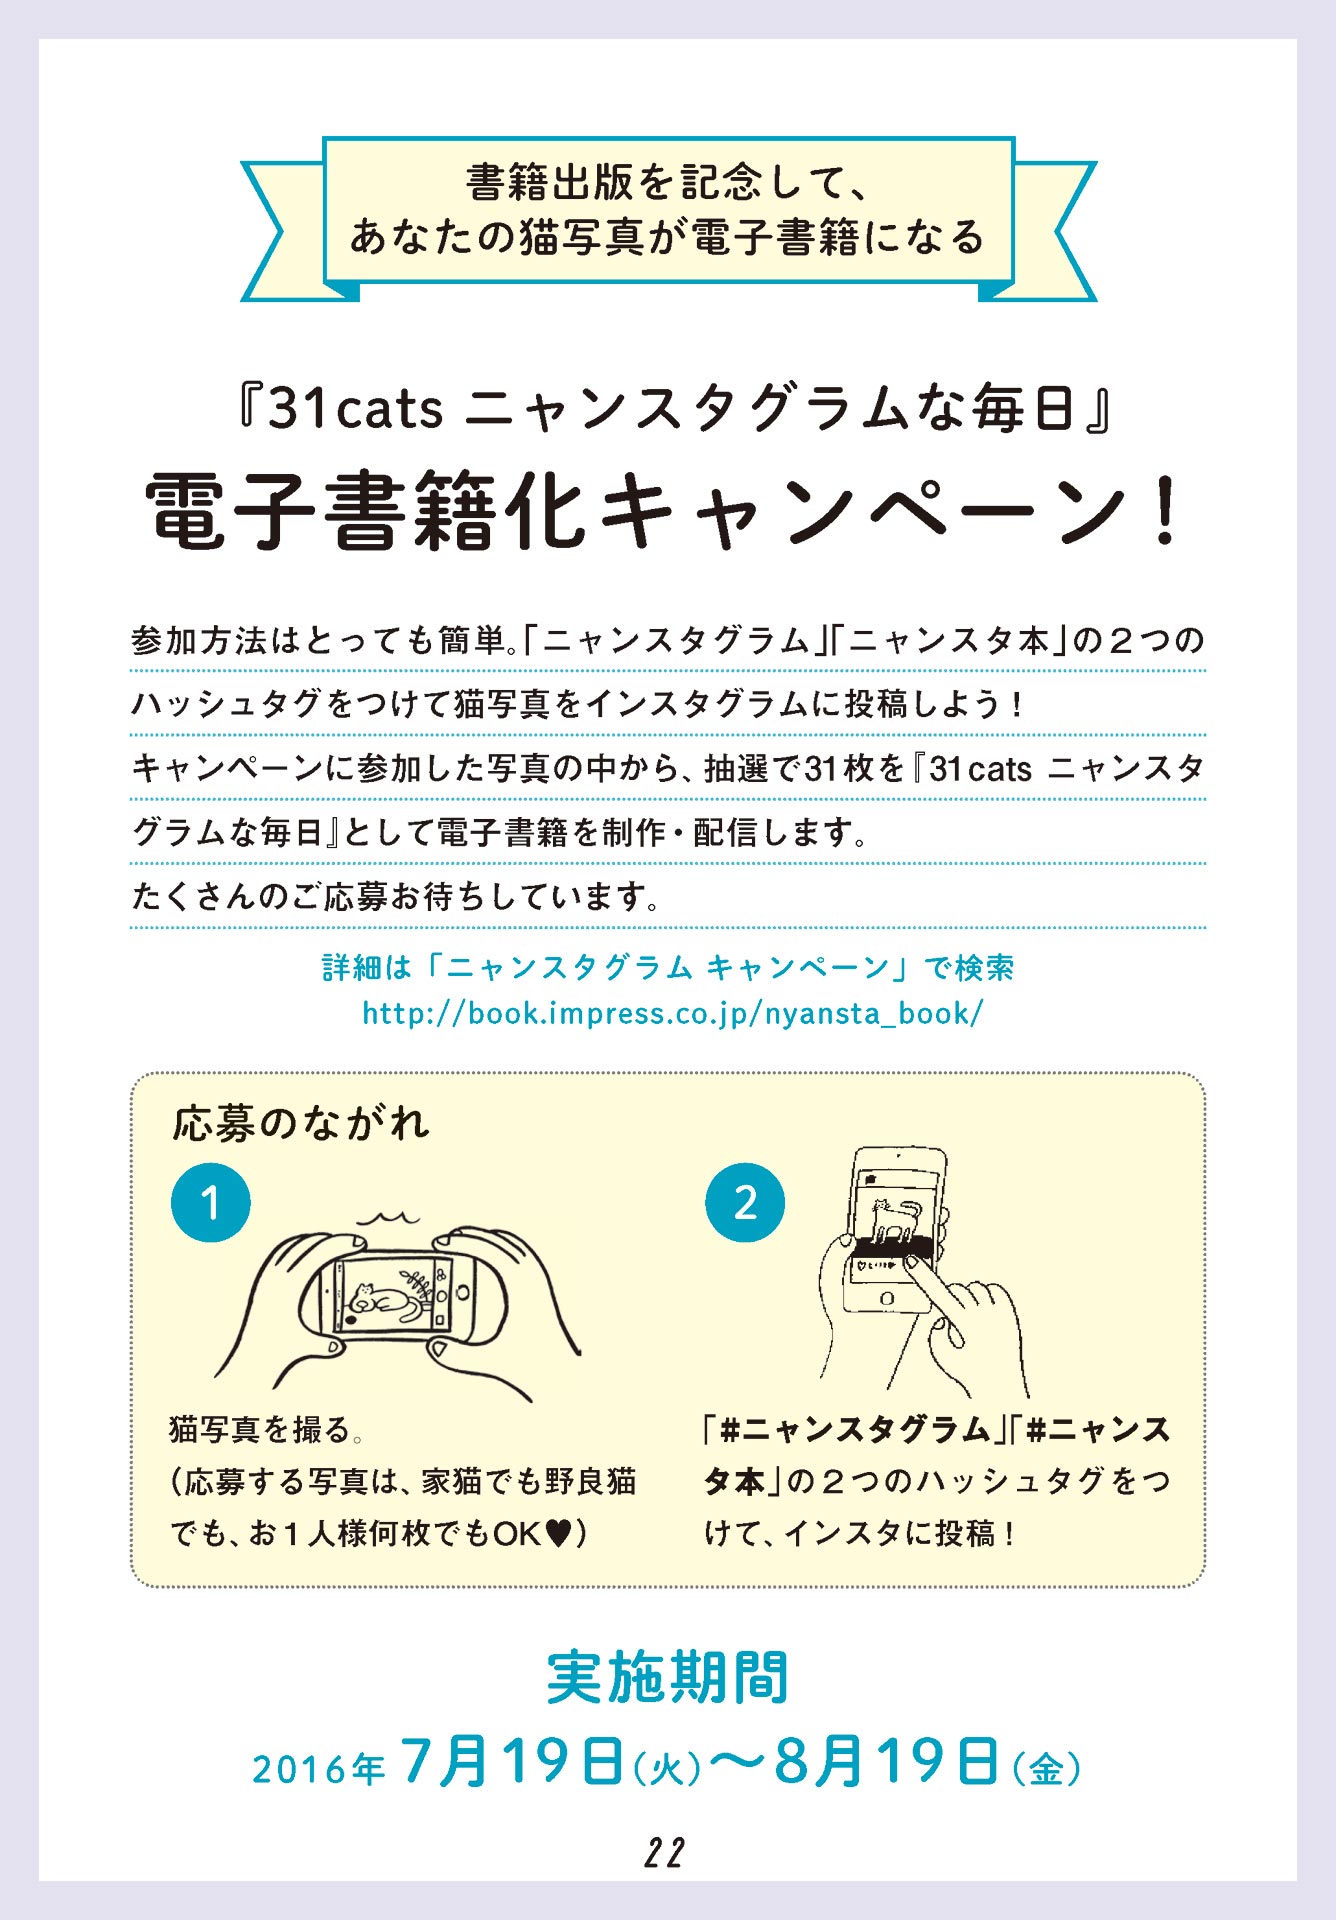 書籍出版を記念して、
あなたの猫写真が電子書籍になる
『31cats ニャンスタグラムな毎日』
電子書籍化キャンペーン！
参加方法はとっても簡単。「ニャンスタグラム」「ニャンスタ本」の２つの
ハッシュタグをつけて猫写真をインスタグラムに投稿しよう！
キャンペーンに参加した写真の中から、抽選で31枚を『31cats ニャンスタ
グラムな毎日』として電子書籍を制作・配信します。
たくさんのご応募お待ちしています。
詳細は「ニャンスタグラム キャンペーン」で検索
http://book.impress.co.jp/nyansta_book/
応募のながれ
1
猫写真を撮る。
（応募する写真は、家猫でも野良猫
でも、お１人様何枚でもOK♥）
2
「#ニャンスタグラム」「#ニャンス
タ本」の２つのハッシュタグをつ
けて、インスタに投稿！
実施期間
2016年 7月19日（火）〜8月19日（金）
22